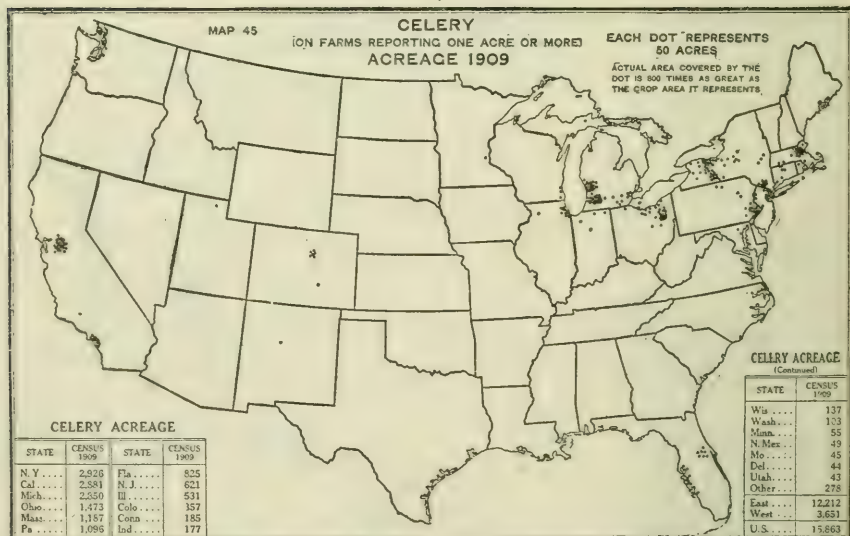 MAP 45
CELERY
(ON FARMS REPORTING ONE ACRE OR MORE)
ACREAGE 1909
EACH DOT REPRESENTS
50 ACRES
ACTUAL AREA COVERED BY THE
DOT IS TIMES AS GREAT AS
THE CROP AREA IT REPRESENTS
CELERY ACREAGE
STATE CENSUS 1909 STATE CENSUS 1909
N. Y..... 2,926 Fla..... 825
Cal..... 2,881 N. J..... 621
Mich..... 2,850 Ill..... 531
Ohio..... 1,473 Colo.... 357
Mass.... 1,187 Conn.... 185
Pa..... 1,096 Ind..... 177
CELERY ACREAGE
(Continued)
STATE CENSUS 1909
Wis..... 137
Wash.... 103
Minn.... 55
N. Mex.. 49
Mo..... 45
Del..... 44
Utah.... 43
Other... 278
East.... 12,212
West... 3,651
U.S.... 15,863